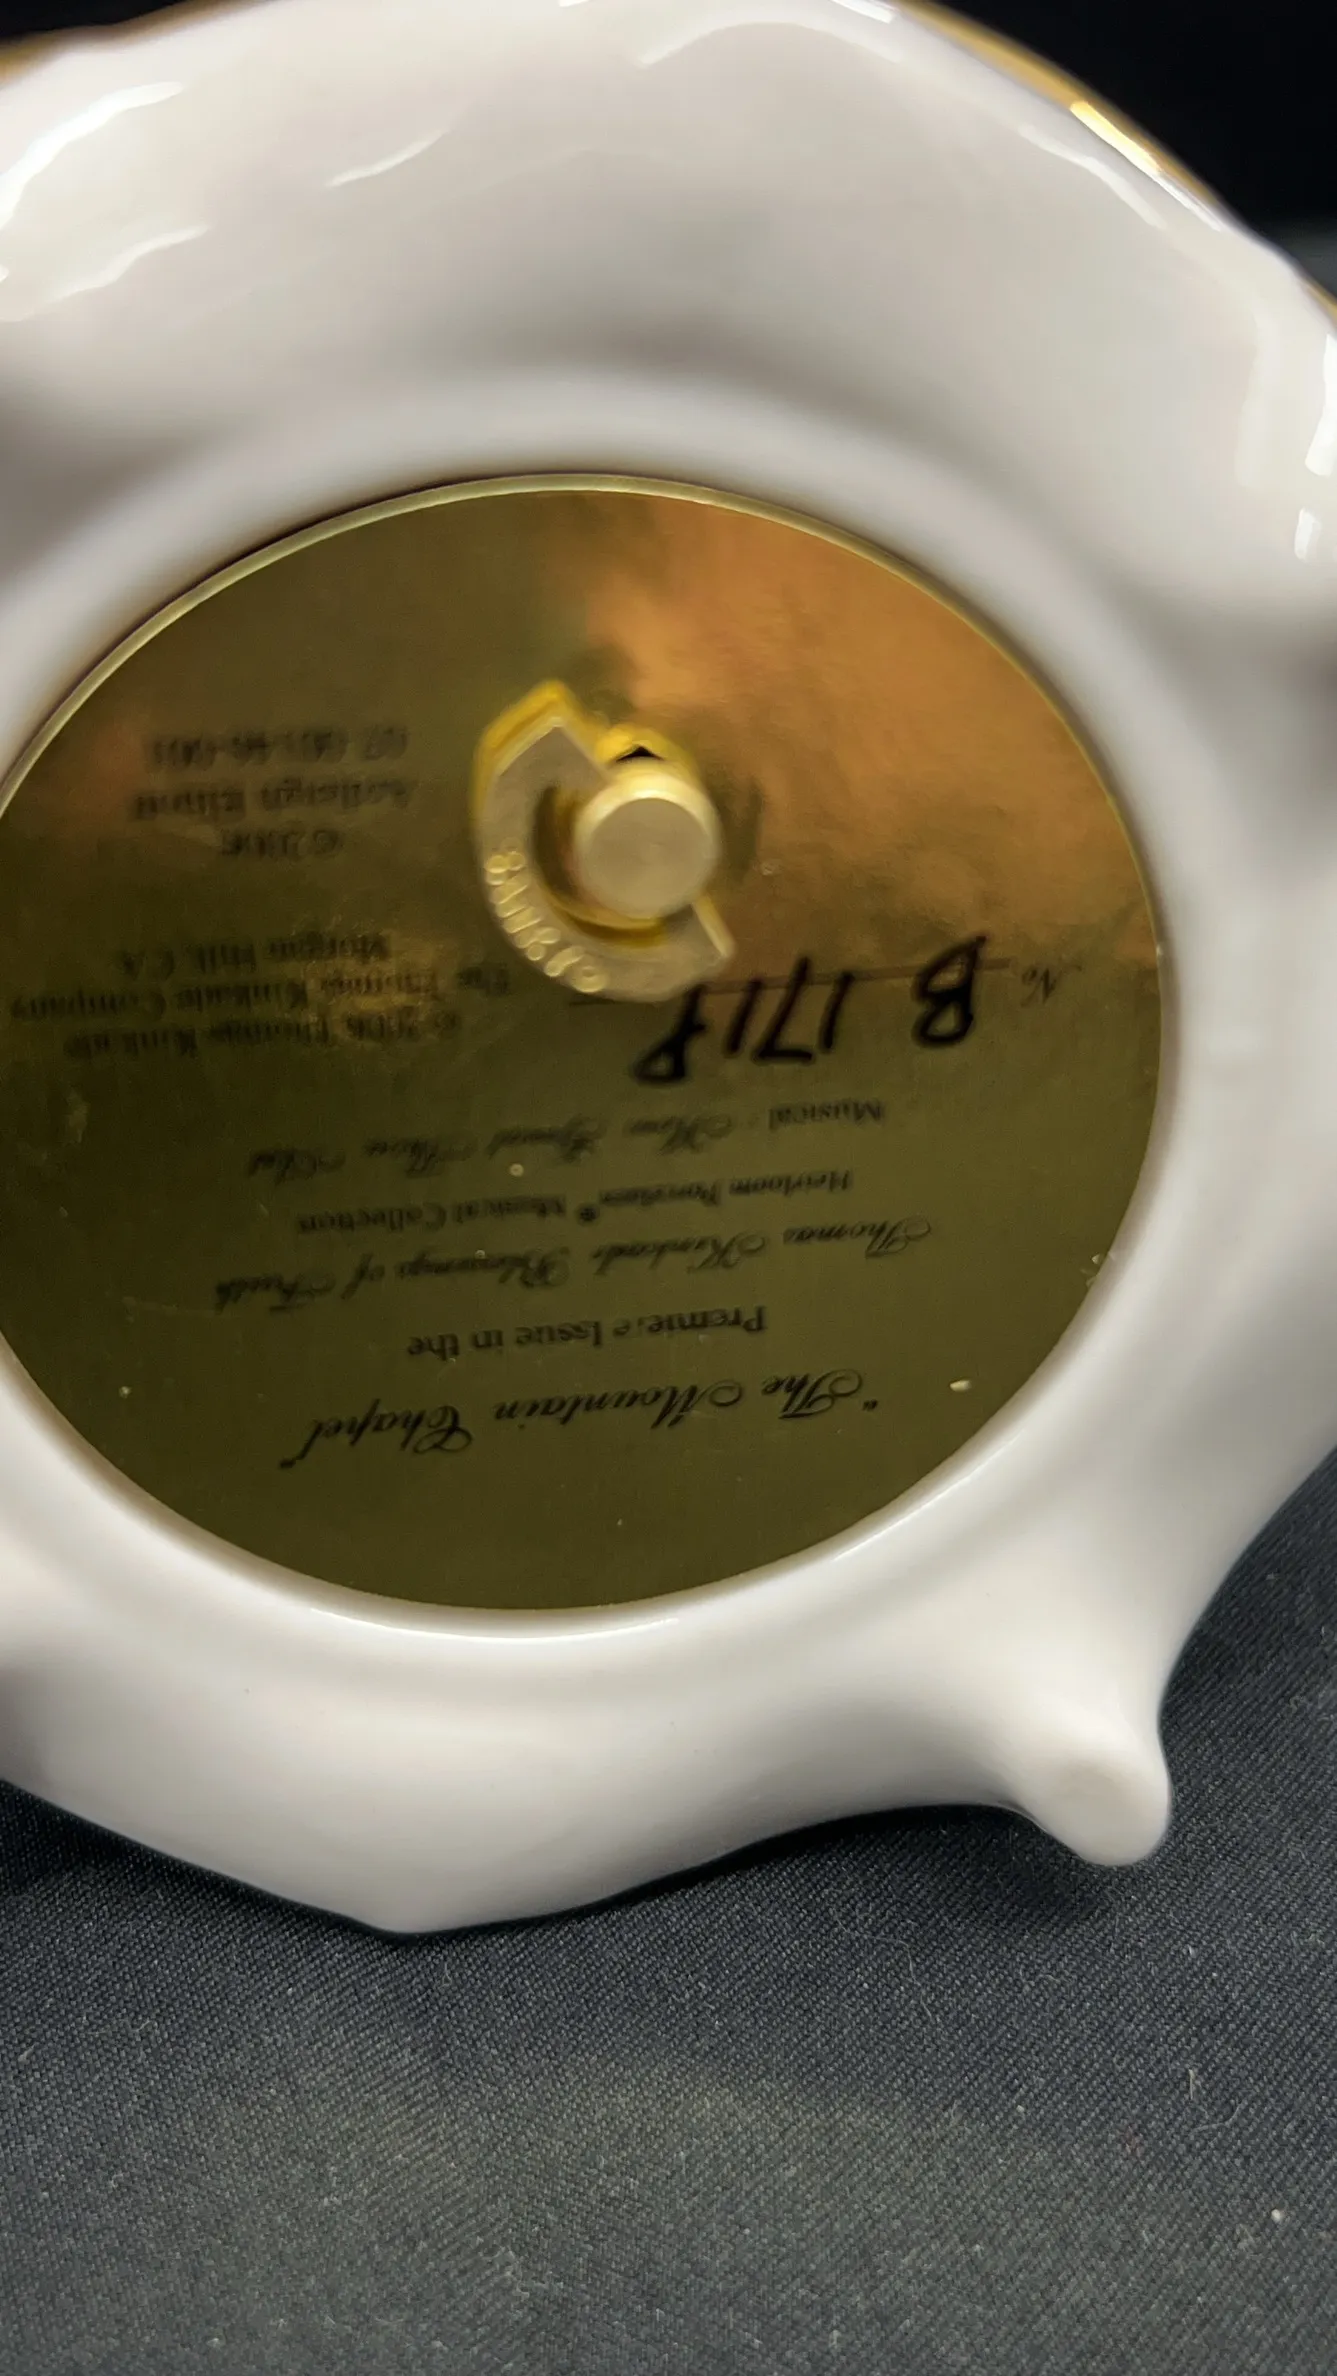 "The Mountain Chapel"
Premiere Issue in the
Thomas Kinkade Blessings of Faith
Heirloom Porcelain® Musical Collection
Musical: How Great Thou Art
No. B 1718
© 2006 Thomas Kinkade
The Thomas Kinkade Company
Morgan Hill, CA
© 2006
Ardleigh Elliott
SANKYO